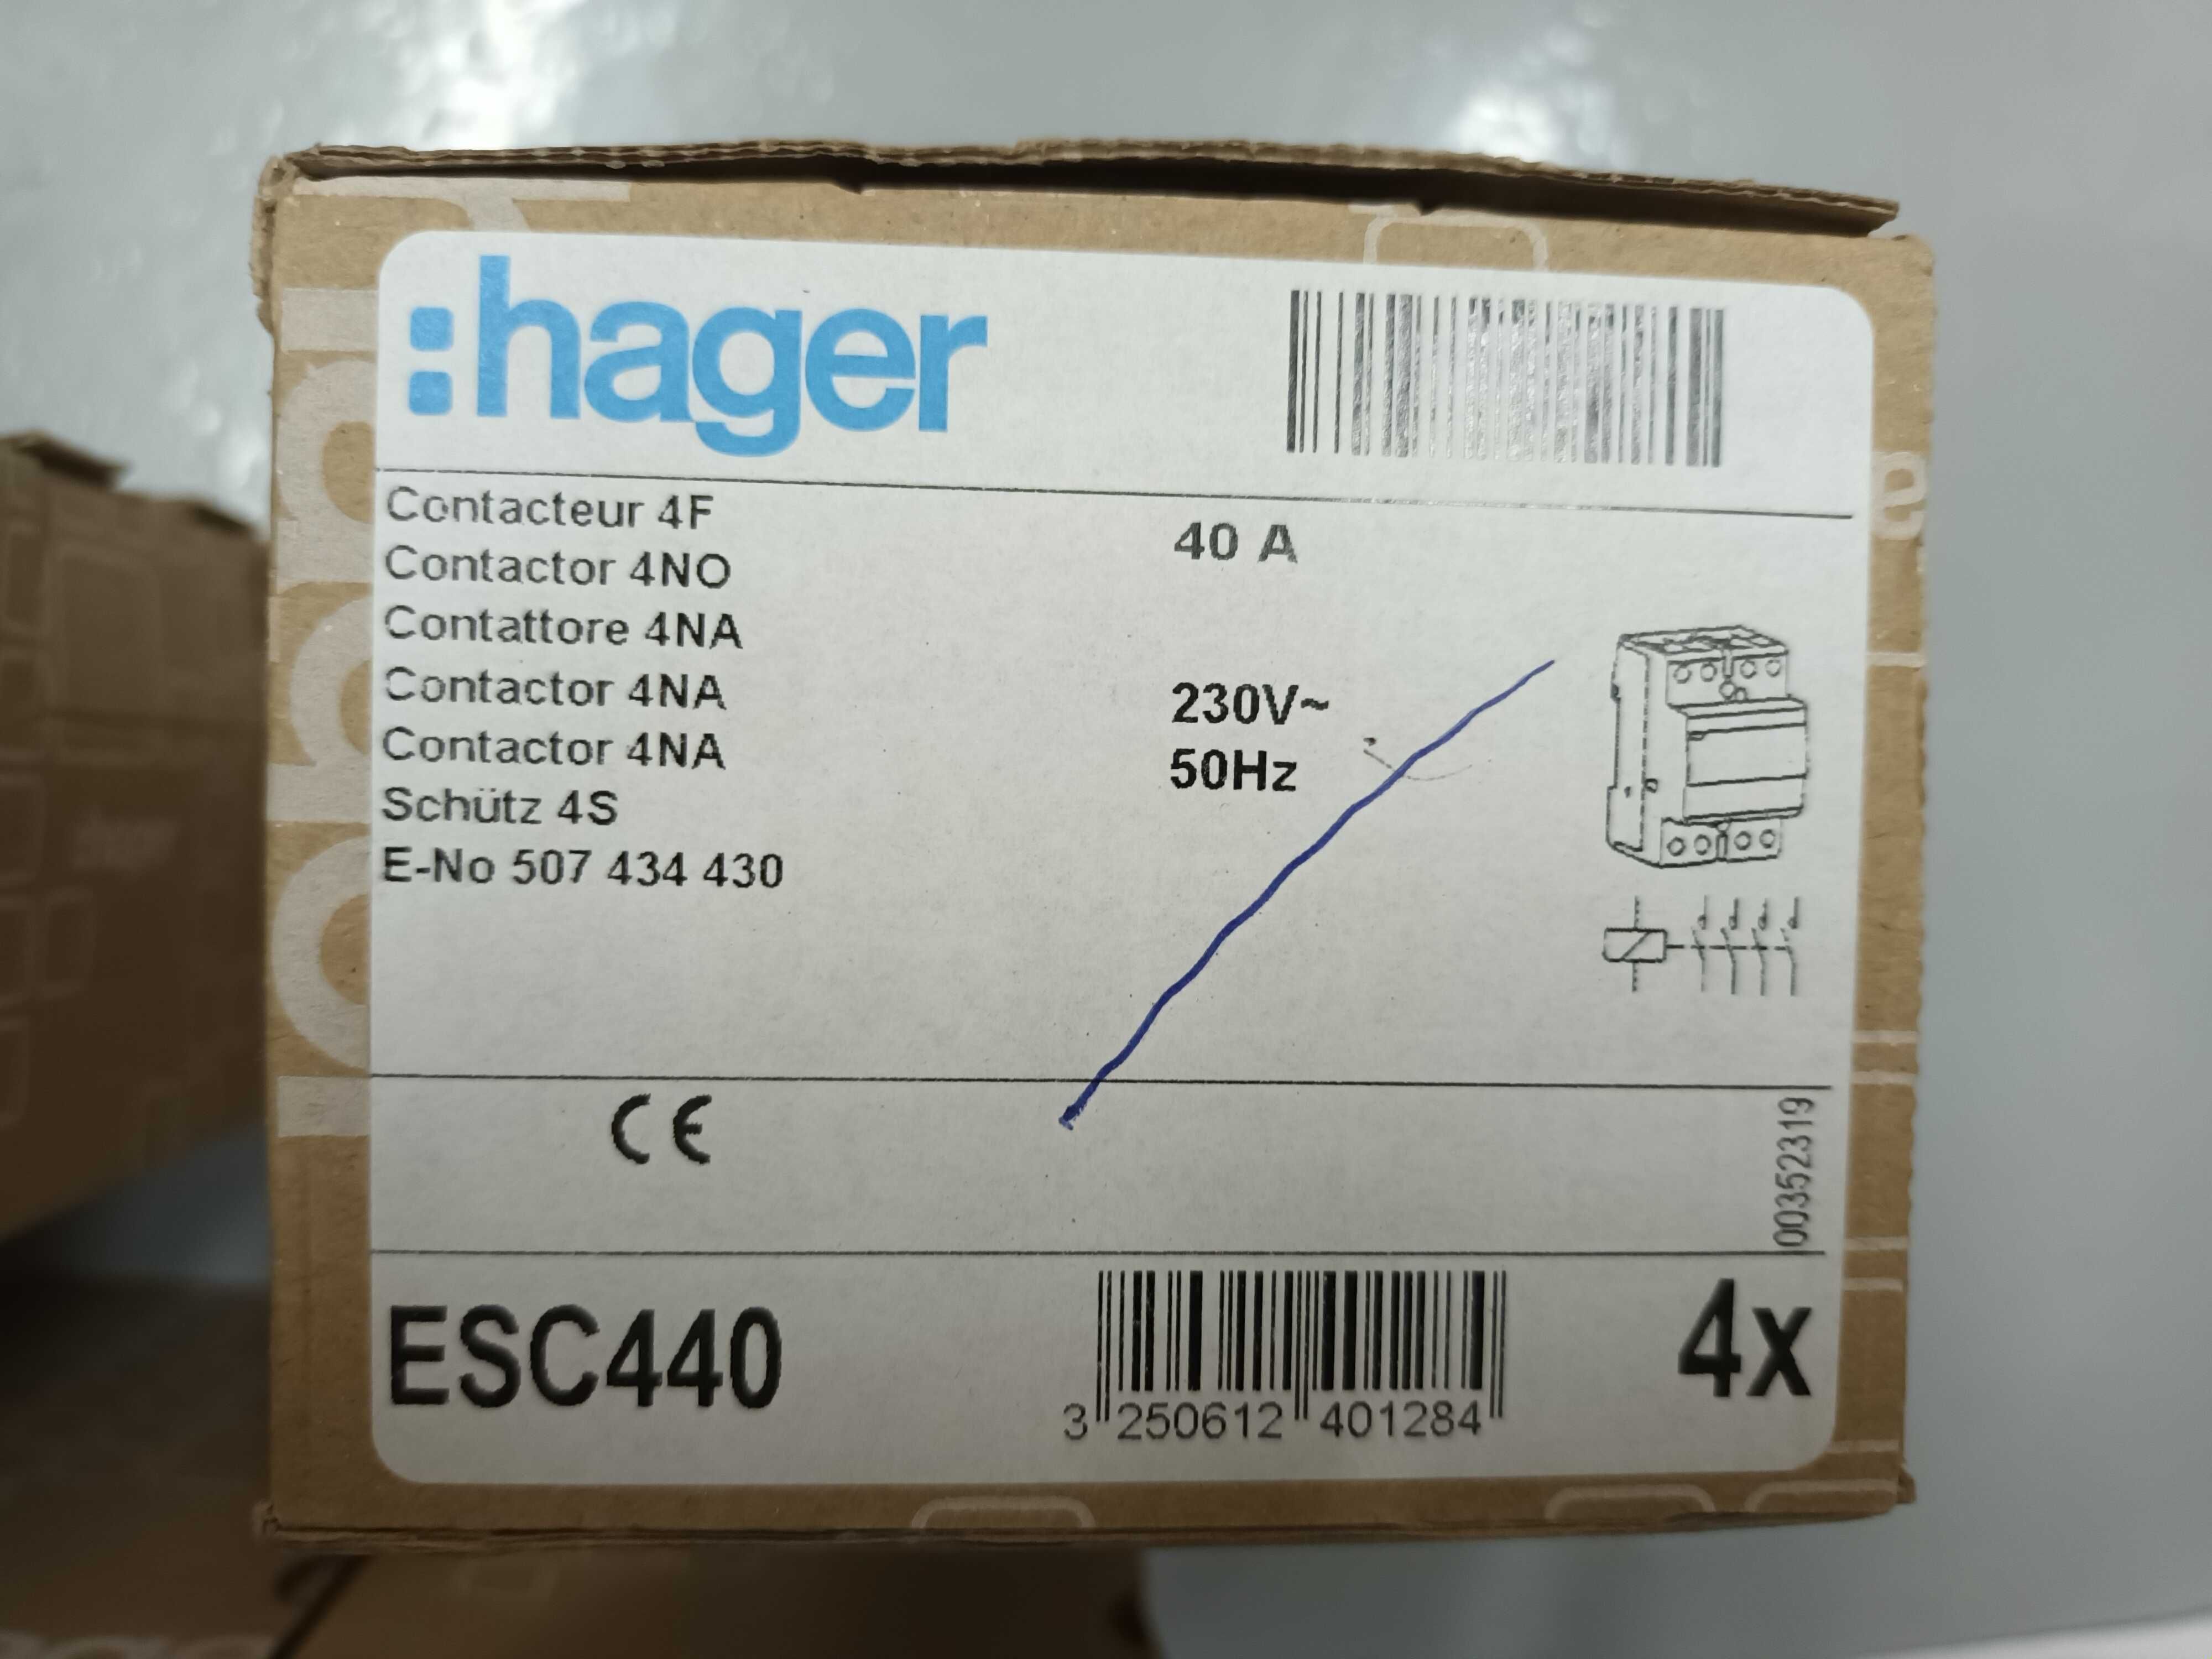 :hager
Contacteur 4F
Contactor 4NO
Contattore 4NA
Contactor 4NA
Contactor 4NA
Schütz 4S
E-No 507 434 430
40 A
230V~
50Hz
CE
00352319
ESC440
3 250612 401284
4x